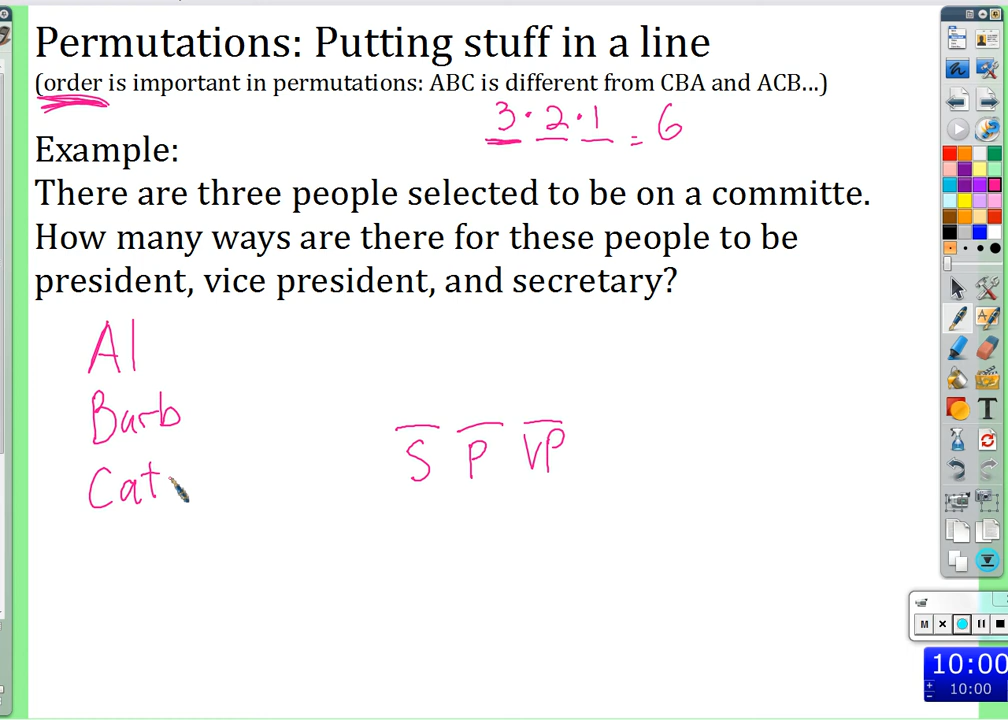 Permutations: Putting stuff in a line
(order is important in permutations: ABC is different from CBA and ACB...)
3 · 2 · 1 = 6
Example:
There are three people selected to be on a committe.
How many ways are there for these people to be
president, vice president, and secretary?
Al
Barb
Cat
S P VP
T
M
10:00
10:00